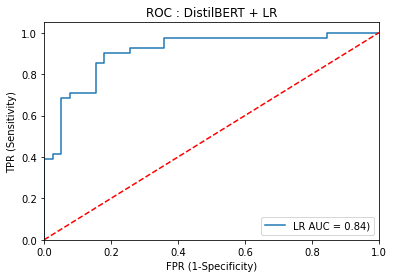 ROC : DistilBERT + LR
TPR (Sensitivity)
1.0
0.8
0.6
0.4
0.2
0.0
0.0 0.2 0.4 0.6 0.8 1.0
FPR (1-Specificity)
LR AUC = 0.84)